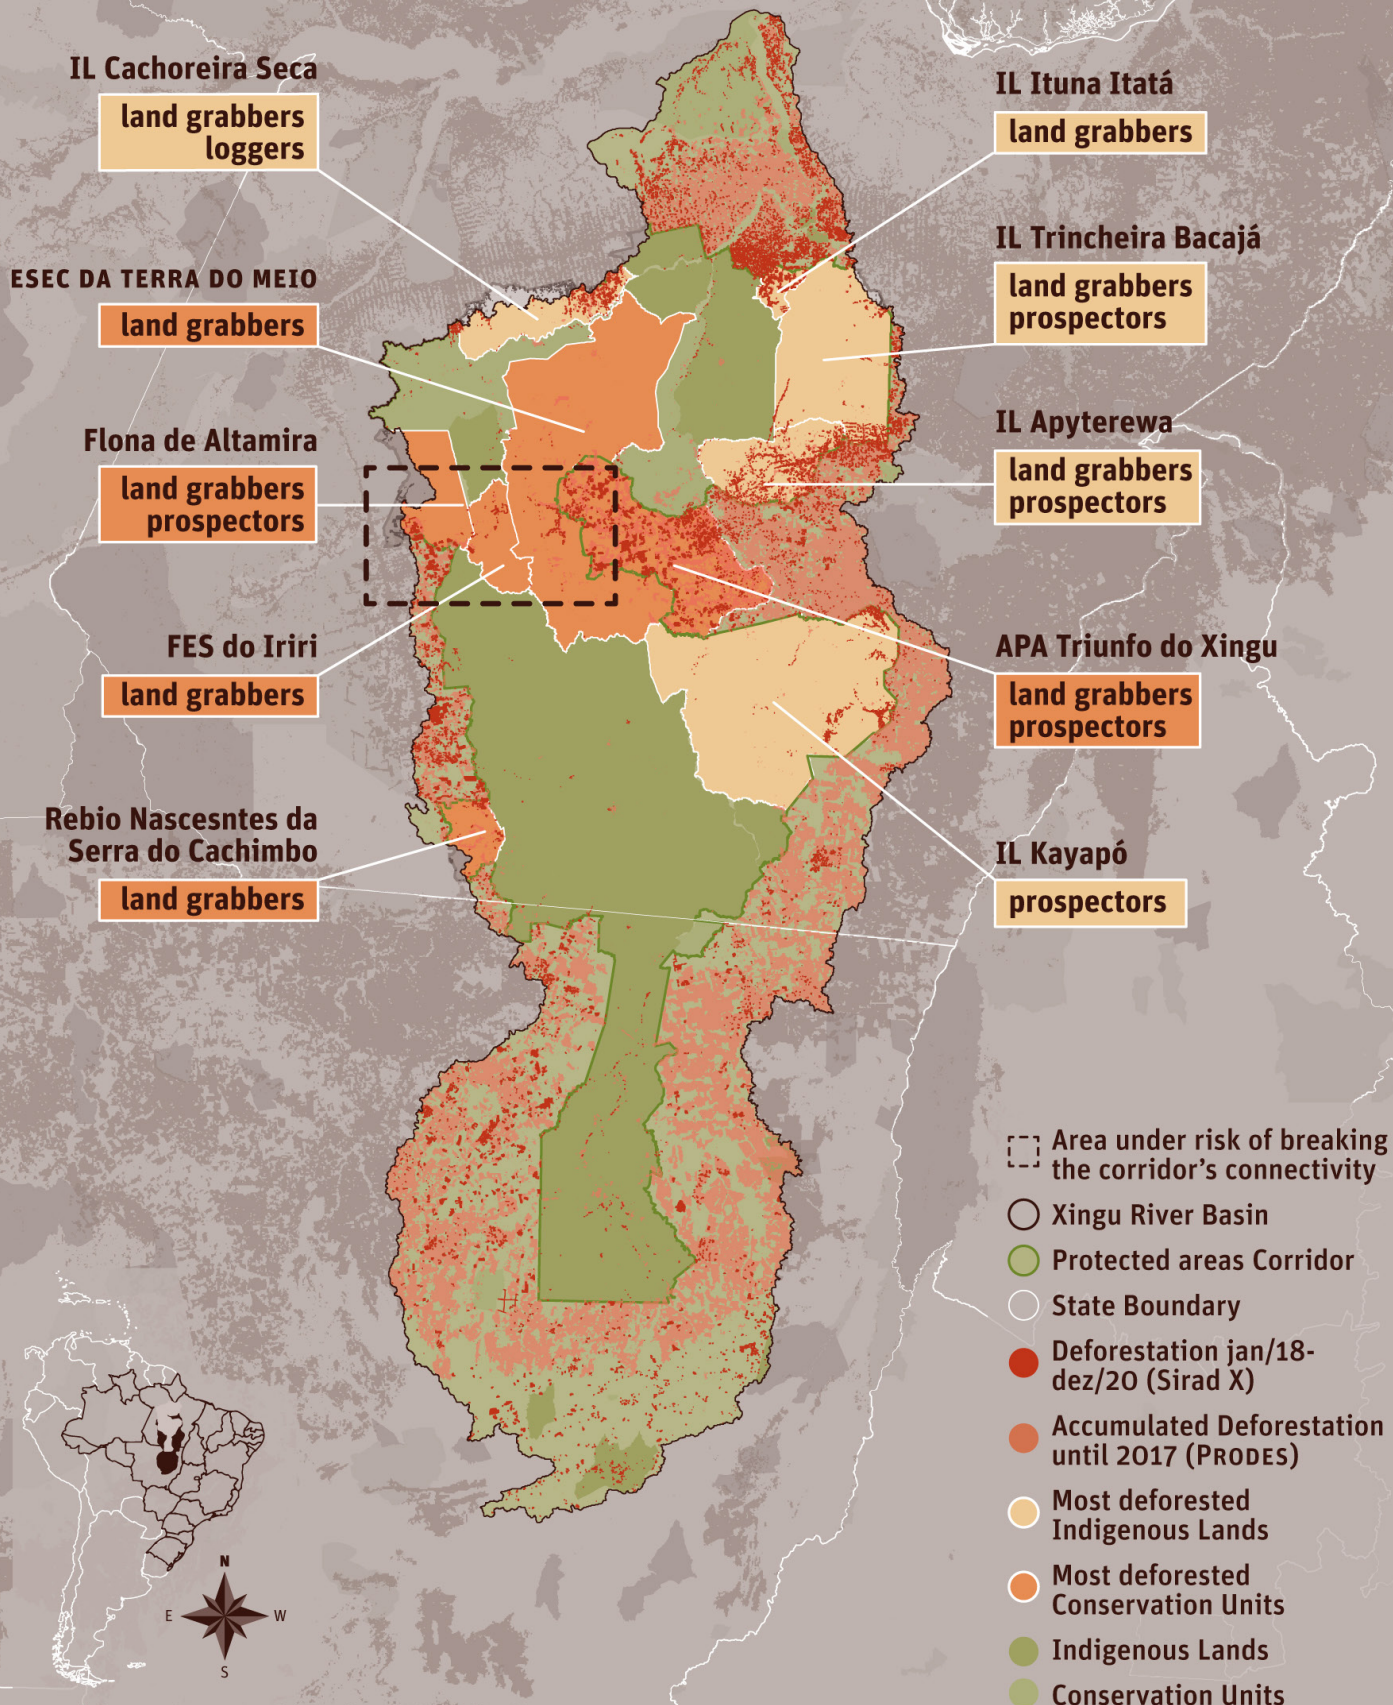 IL Cachoreira Seca
land grabbers
loggers
ESEC DA TERRA DO MEIO
land grabbers
Flona de Altamira
land grabbers
prospectors
FES do Iriri
land grabbers
Rebio Nascesntes da
Serra do Cachimbo
land grabbers
IL Ituna Itatá
land grabbers
IL Trincheira Bacajá
land grabbers
prospectors
IL Apyterewa
land grabbers
prospectors
APA Triunfo do Xingu
land grabbers
prospectors
IL Kayapó
prospectors
Area under risk of breaking
the corridor's connectivity
Xingu River Basin
Protected areas Corridor
State Boundary
Deforestation jan/18-
dez/20 (Sirad X)
Accumulated Deforestation
until 2017 (PRODES)
Most deforested
Indigenous Lands
Most deforested
Conservation Units
Indigenous Lands
Conservation Units
N
E
W
S